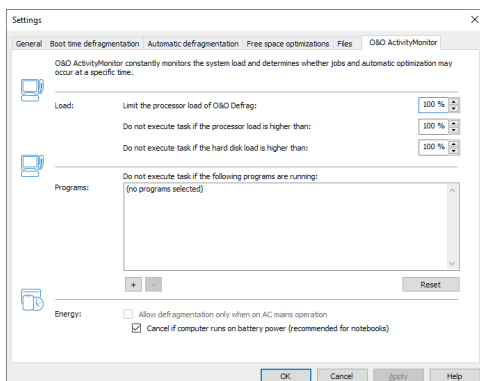 Settings
General Boot time defragmentation Automatic defragmentation Free space optimizations Files O&O ActivityMonitor
O&O ActivityMonitor constantly monitors the system load and determines whether jobs and automatic optimization may
occur at a specific time.
Load: Limit the processor load of O&O Defrag: 100 %
Do not execute task if the processor load is higher than: 100 %
Do not execute task if the hard disk load is higher than: 100 %
Do not execute task if the following programs are running:
Programs: (no programs selected)
+ - Reset
Energy: Allow defragmentation only when on AC mains operation
Cancel if computer runs on battery power (recommended for notebooks)
OK Cancel Apply Help